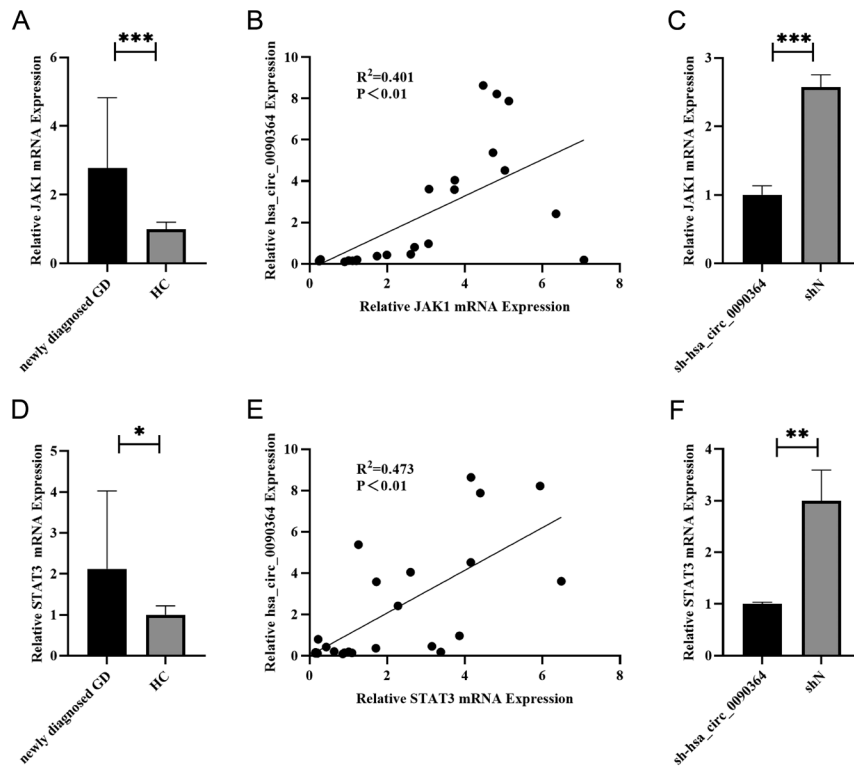 A
Relative JAK1 mRNA Expression
6
4
2
0
***
newly diagnosed GD
HC
B
Relative hsa_circ_0090364 Expression
10
8
6
4
2
0
R²=0.401
P<0.01
0
2
4
6
8
Relative JAK1 mRNA Expression
C
Relative JAK1 mRNA Expression
3
2
1
0
***
sh-hsa_circ_0090364
shN
D
Relative STAT3 mRNA Expression
5
4
3
2
1
0
*
newly diagnosed GD
HC
E
Relative hsa_circ_0090364 Expression
10
8
6
4
2
0
R²=0.473
P<0.01
0
2
4
6
8
Relative STAT3 mRNA Expression
F
Relative STAT3 mRNA Expression
4
3
2
1
0
**
sh-hsa_circ_0090364
shN